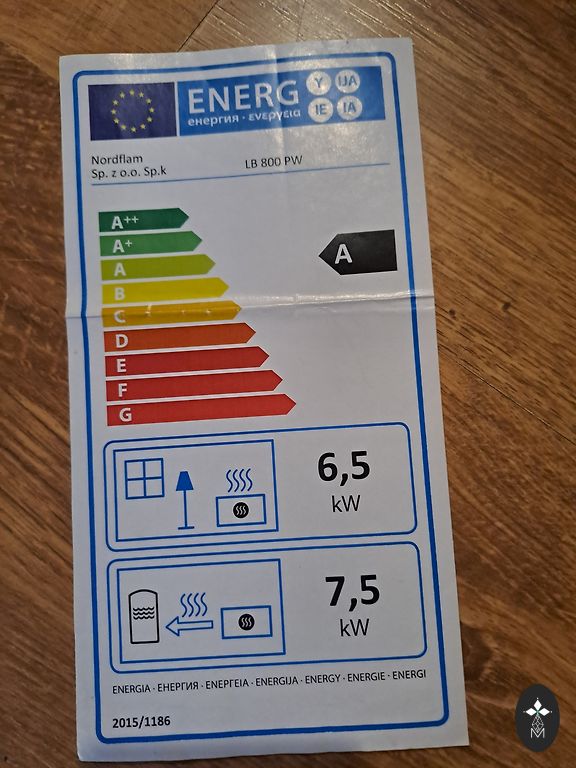 ENERG
енергия · ενεργεια
Y IJA
IE IA
Nordflam
Sp. z o.o. Sp.k
LB 800 PW
A++
A+
A
B
C
D
E
F
G
A
6,5
kW
7,5
kW
ENERGIA · ЕНЕРГИЯ · ΕΝΕΡΓΕΙΑ · ENERGIJA · ENERGY · ENERGIE · ENERGI
2015/1186
M